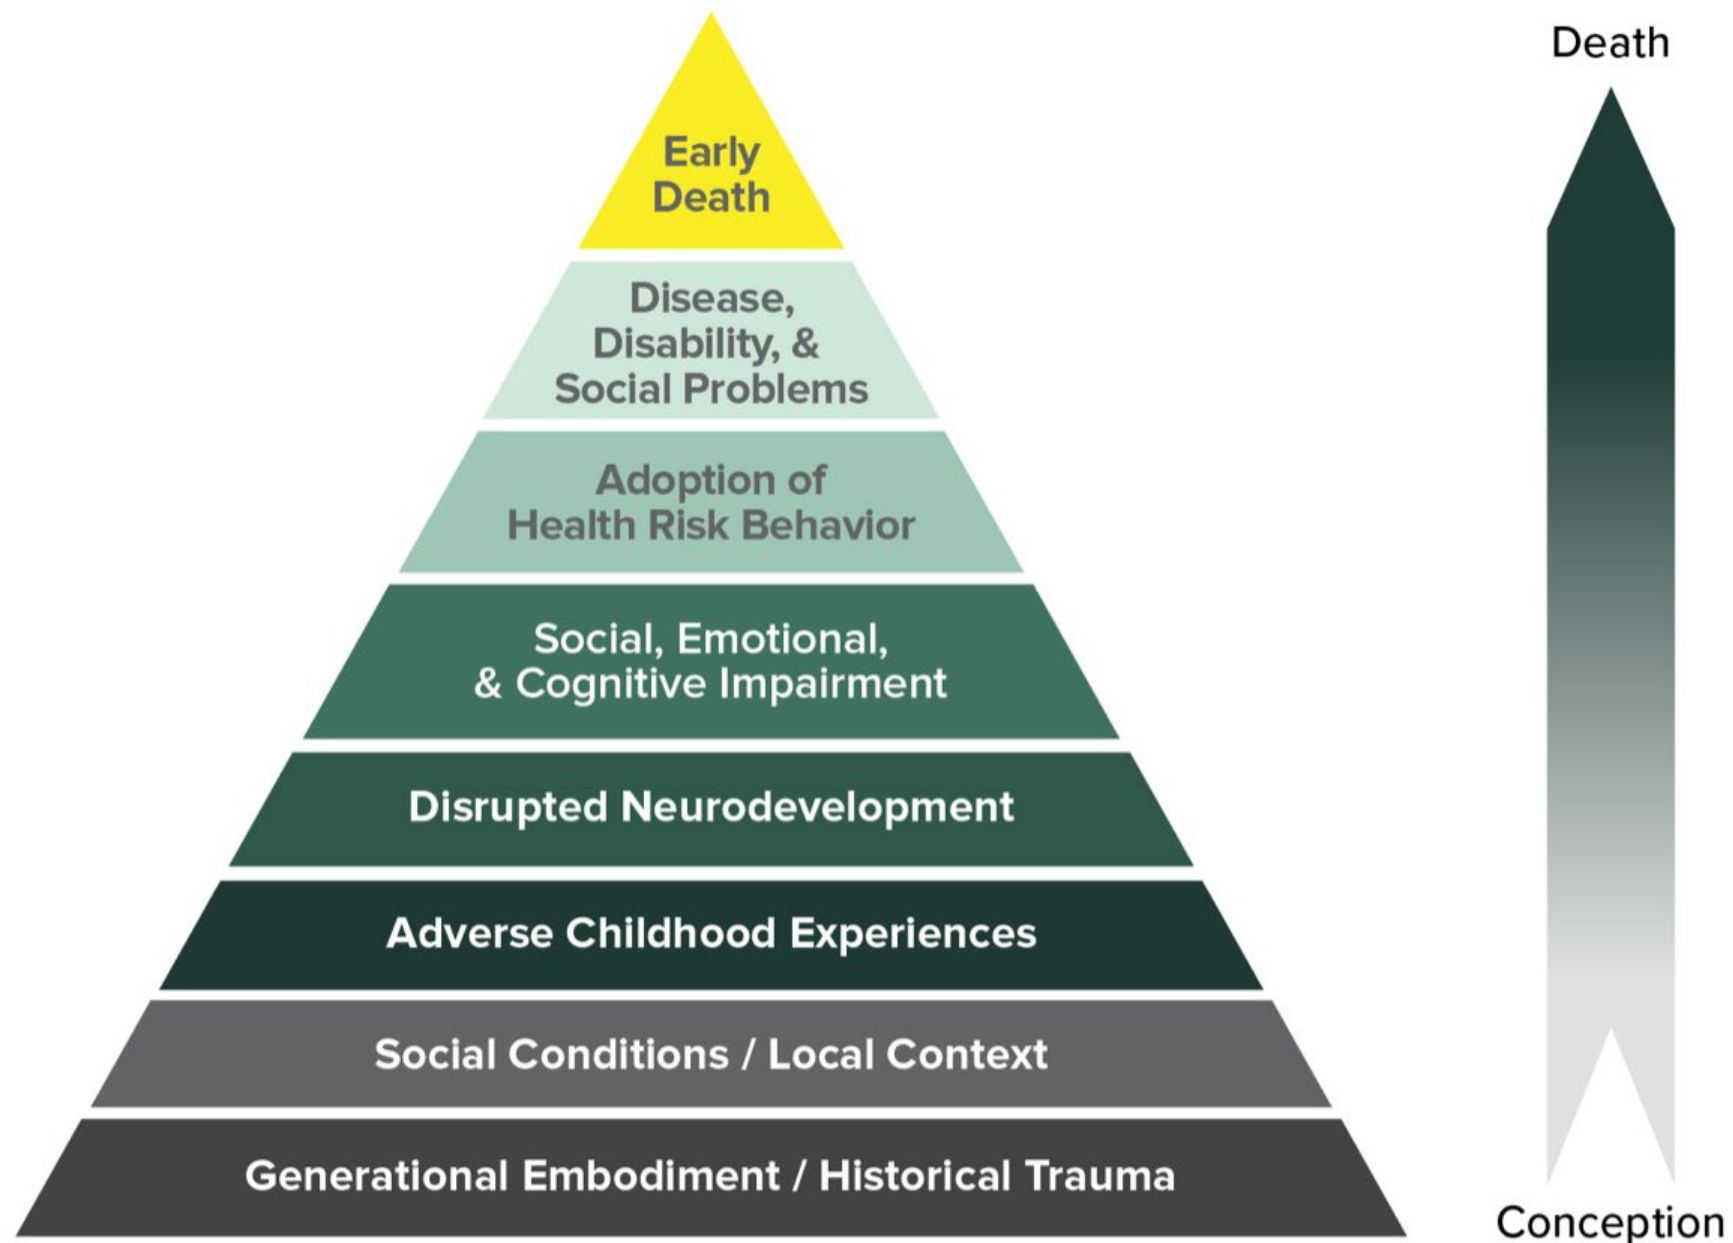 Death
Early
Death
Disease,
Disability, &
Social Problems
Adoption of
Health Risk Behavior
Social, Emotional,
& Cognitive Impairment
Disrupted Neurodevelopment
Adverse Childhood Experiences
Social Conditions / Local Context
Generational Embodiment / Historical Trauma
Conception